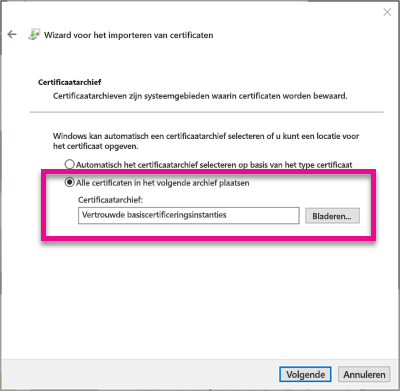 Wizard voor het importeren van certificaten
Certificaatarchief
Certificaatarchieven zijn systeemgebieden waarin certificaten worden bewaard.
Windows kan automatisch een certificaatarchief selecteren of u kunt een locatie voor
het certificaat opgeven.
Automatisch het certificaatarchief selecteren op basis van het type certificaat
Alle certificaten in het volgende archief plaatsen
Certificaatarchief:
Vertrouwde basiscertificeringsinstanties
Bladeren...
Volgende
Annuleren